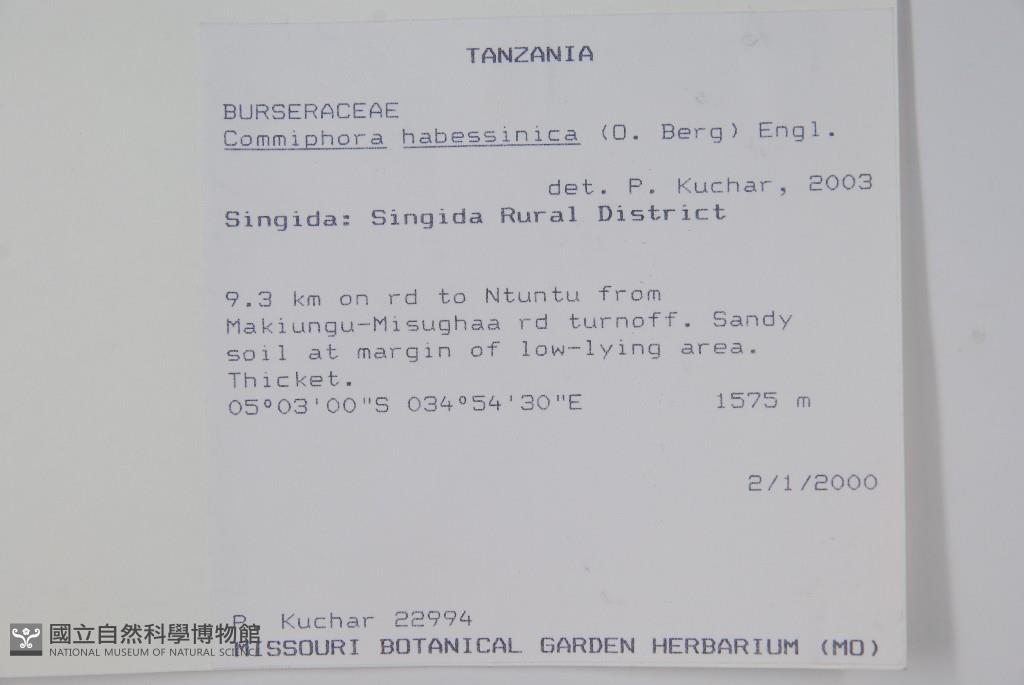 TANZANIA
BURSERACEAE
Commiphora habessinica (O. Berg) Engl.
det. P. Kuchar, 2003
Singida: Singida Rural District
9.3 km on rd to Ntuntu from
Makiungu-Misughaa rd turnoff. Sandy
soil at margin of low-lying area.
Thicket.
05°03'00"S 034°54'30"E 1575 m
2/1/2000
P. Kuchar 22994
MISSOURI BOTANICAL GARDEN HERBARIUM (MO)
國立自然科學博物館
NATIONAL MUSEUM OF NATURAL SCIENCE